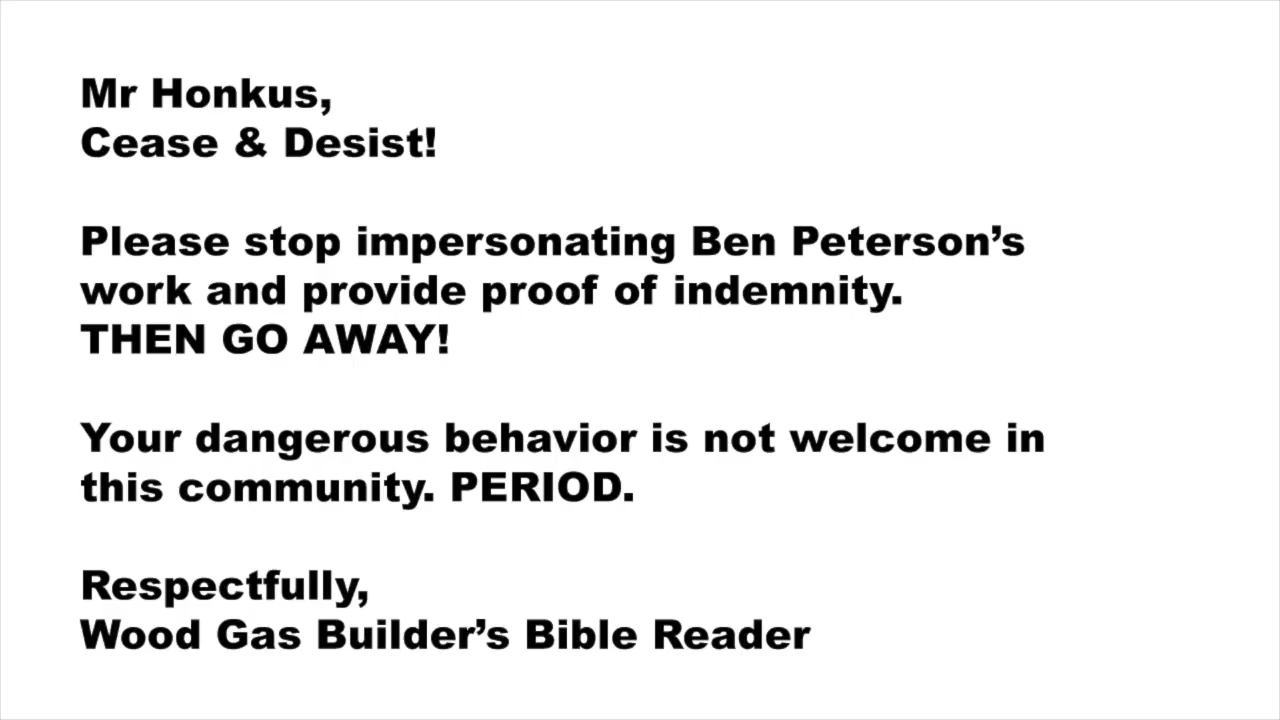 Mr Honkus,
Cease & Desist!
Please stop impersonating Ben Peterson’s
work and provide proof of indemnity.
THEN GO AWAY!
Your dangerous behavior is not welcome in
this community. PERIOD.
Respectfully,
Wood Gas Builder’s Bible Reader